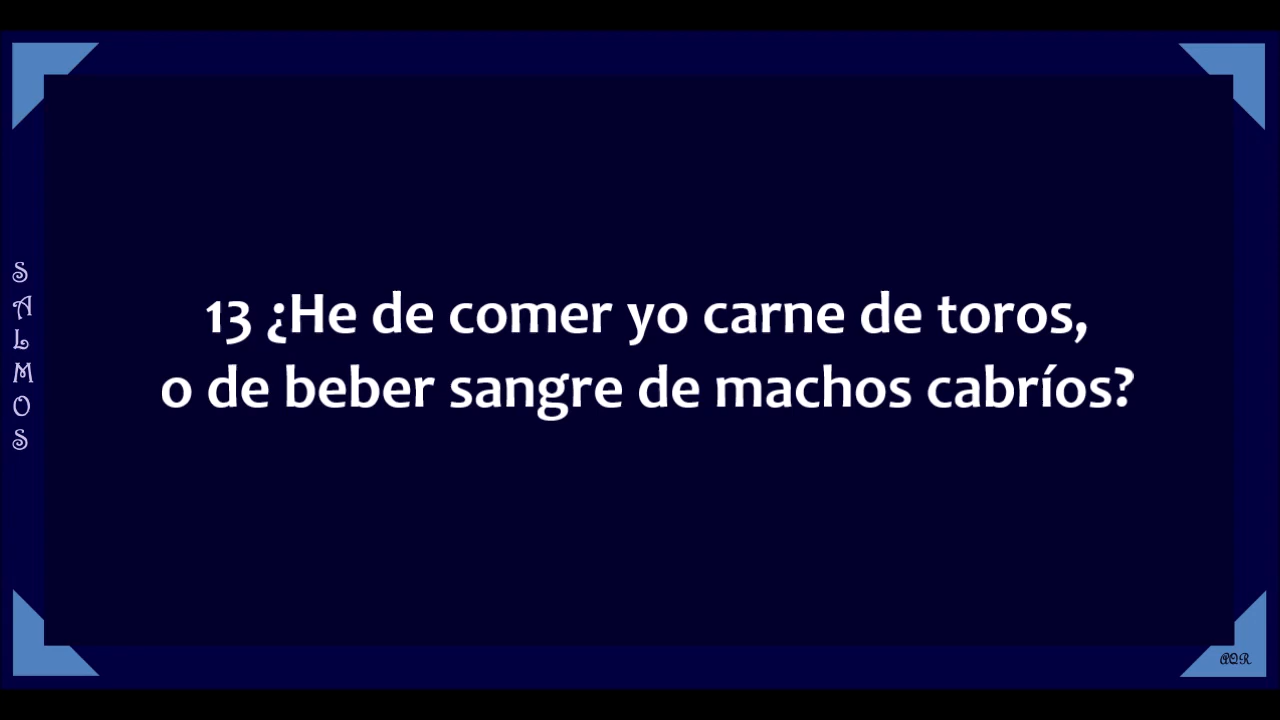 SALMOS
13 ¿He de comer yo carne de toros,
o de beber sangre de machos cabríos?